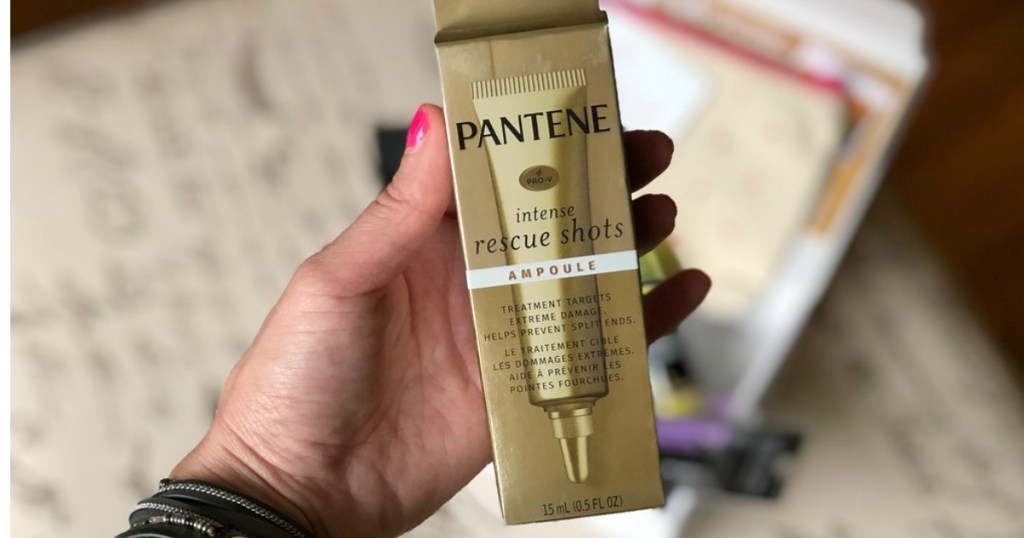 PANTENE
PRO-V
intense
rescue shots
AMPOULE
TREATMENT TARGETS
EXTREME DAMAGE.
HELPS PREVENT SPLIT ENDS.
LE TRAITEMENT CIBLE
LES DOMMAGES EXTRÊMES.
AIDE À PRÉVENIR LES
POINTES FOURCHUES.
15 mL (0.5 FL OZ)